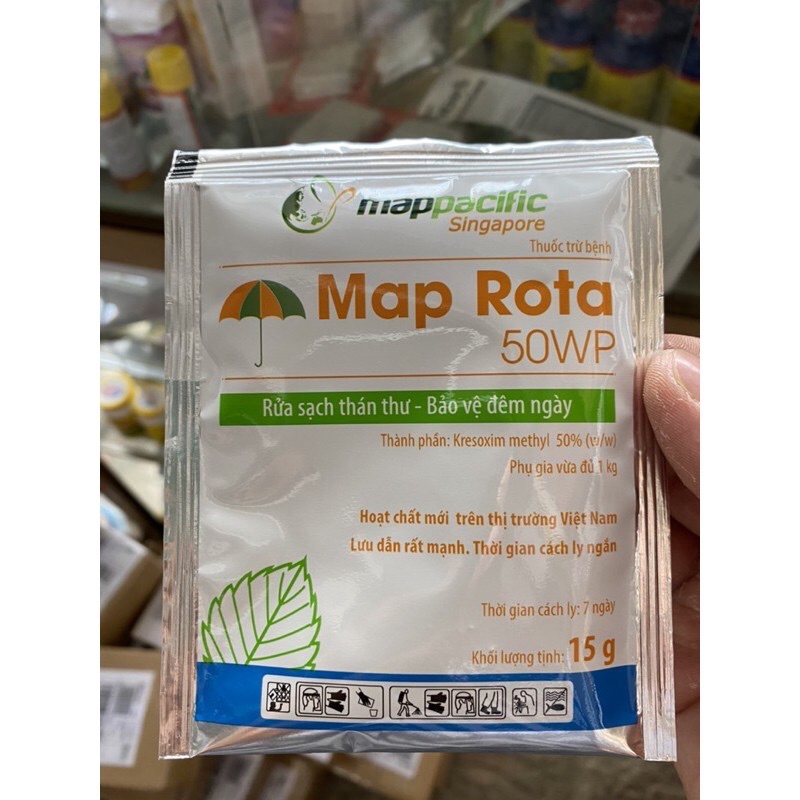 mappacific
Singapore
Thuốc trừ bệnh
Map Rota
50WP
Rửa sạch thán thư - Bảo vệ đêm ngày
Thành phần: Kresoxim methyl 50% (w/w)
Phụ gia vừa đủ 1 kg
Hoạt chất mới trên thị trường Việt Nam
Lưu dẫn rất mạnh. Thời gian cách ly ngắn
Thời gian cách ly: 7 ngày
Khối lượng tịnh: 15 g